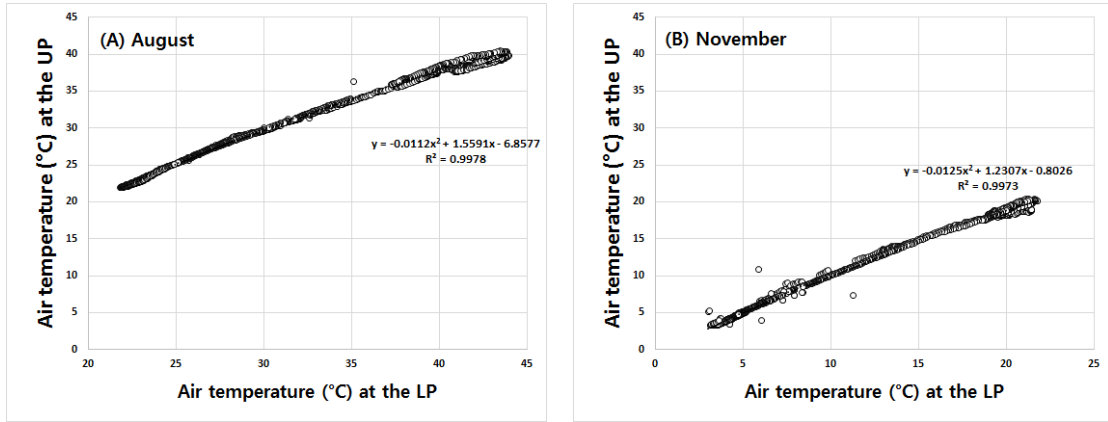 (A) August
Air temperature (°C) at the UP
45
40
35
30
25
20
15
10
5
0
y = -0.0112x² + 1.5591x - 6.8577
R² = 0.9978
20 25 30 35 40 45
Air temperature (°C) at the LP
(B) November
Air temperature (°C) at the UP
45
40
35
30
25
20
15
10
5
0
y = -0.0125x² + 1.2307x - 0.8026
R² = 0.9973
0 5 10 15 20 25
Air temperature (°C) at the LP